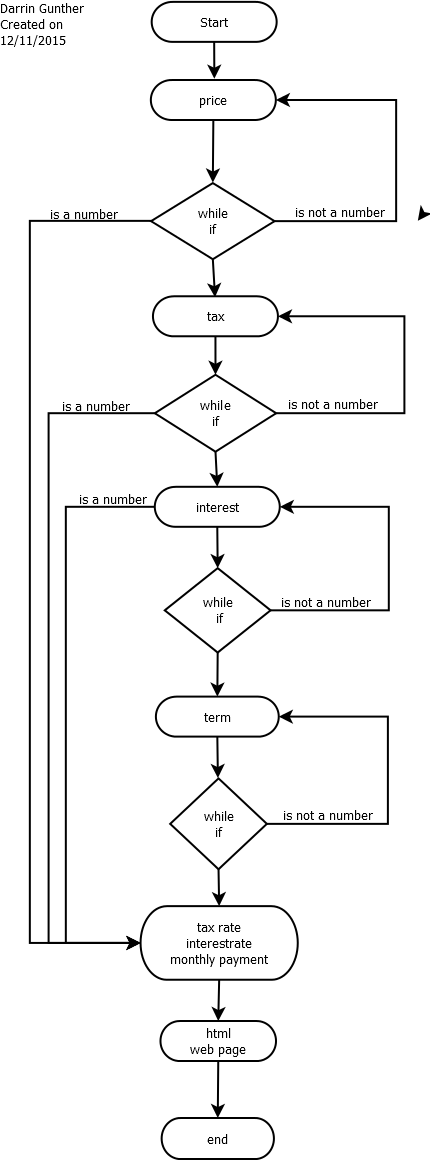 Darrin Gunther
Created on
12/11/2015
Start
price
is a number
while
if
is not a number
tax
is a number
while
if
is not a number
is a number
interest
while
if
is not a number
term
while
if
is not a number
tax rate
interestrate
monthly payment
html
web page
end